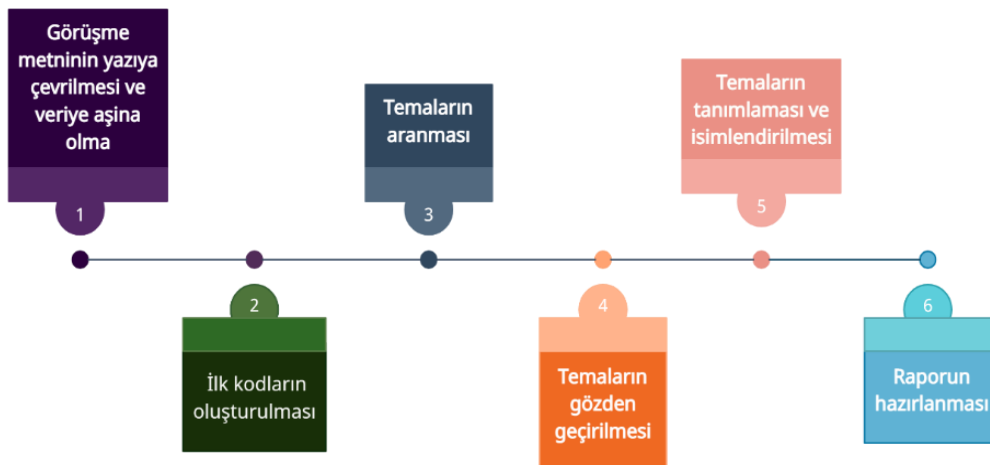 Görüşme
metninin yazıya
çevrilmesi ve
veriye aşina
olma
1
2
İlk kodların
oluşturulması
Temaların
aranması
3
4
Temaların
gözden
geçirilmesi
Temaların
tanımlaması ve
isimlendirilmesi
5
6
Raporun
hazırlanması